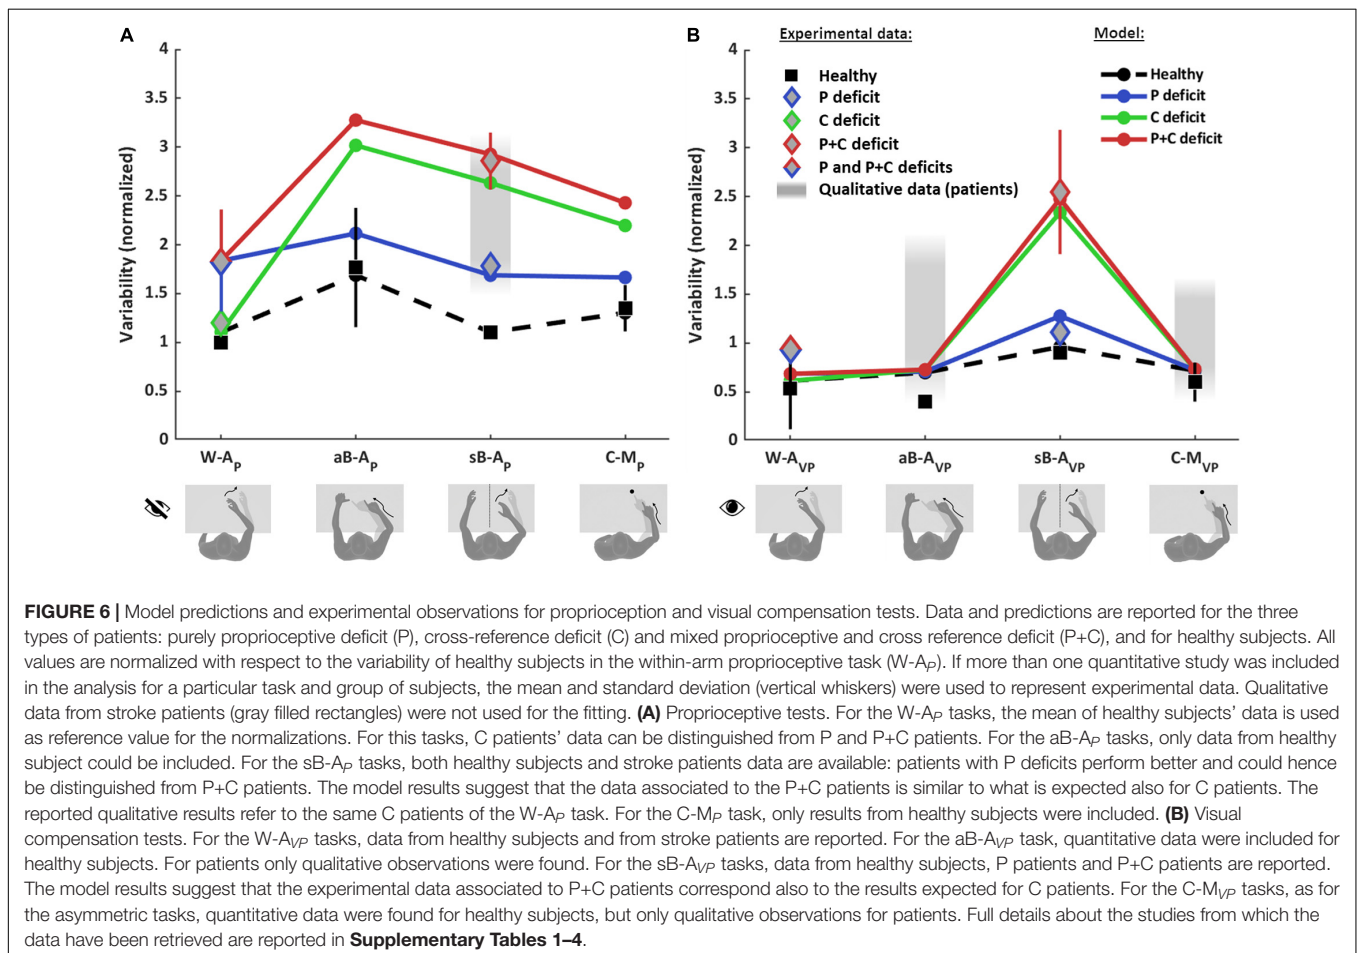 A
4
3.5
3
2.5
2
1.5
1
0.5
0
Variability (normalized)
W-AP
aB-AP
sB-AP
C-MP
B
Experimental data:
Healthy
P deficit
C deficit
P+C deficit
P and P+C deficits
Qualitative data (patients)
Model:
Healthy
P deficit
C deficit
P+C deficit
4
3.5
3
2.5
2
1.5
1
0.5
0
Variability (normalized)
W-AVP
aB-AVP
sB-AVP
C-MVP
FIGURE 6 | Model predictions and experimental observations for proprioception and visual compensation tests. Data and predictions are reported for the three
types of patients: purely proprioceptive deficit (P), cross-reference deficit (C) and mixed proprioceptive and cross reference deficit (P+C), and for healthy subjects. All
values are normalized with respect to the variability of healthy subjects in the within-arm proprioceptive task (W-AP). If more than one quantitative study was included
in the analysis for a particular task and group of subjects, the mean and standard deviation (vertical whiskers) were used to represent experimental data. Qualitative
data from stroke patients (gray filled rectangles) were not used for the fitting. (A) Proprioceptive tests. For the W-AP tasks, the mean of healthy subjects' data is used
as reference value for the normalizations. For this tasks, C patients' data can be distinguished from P and P+C patients. For the aB-AP tasks, only data from healthy
subject could be included. For the sB-AP tasks, both healthy subjects and stroke patients data are available: patients with P deficits perform better and could hence
be distinguished from P+C patients. The model results suggest that the data associated to the P+C patients is similar to what is expected also for C patients. The
reported qualitative results refer to the same C patients of the W-AP task. For the C-MP task, only results from healthy subjects were included. (B) Visual
compensation tests. For the W-AVP tasks, data from healthy subjects and from stroke patients are reported. For the aB-AVP task, quantitative data were included for
healthy subjects. For patients only qualitative observations were found. For the sB-AVP tasks, data from healthy subjects, P patients and P+C patients are reported.
The model results suggest that the experimental data associated to P+C patients correspond also to the results expected for C patients. For the C-MVP tasks, as for
the asymmetric tasks, quantitative data were found for healthy subjects, but only qualitative observations for patients. Full details about the studies from which the
data have been retrieved are reported in Supplementary Tables 1–4.